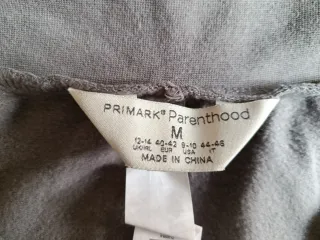 PRIMARK® Parenthood
M
12-14 40-42 8-10 44-46
UK/IRL EUR USA IT
MADE IN CHINA